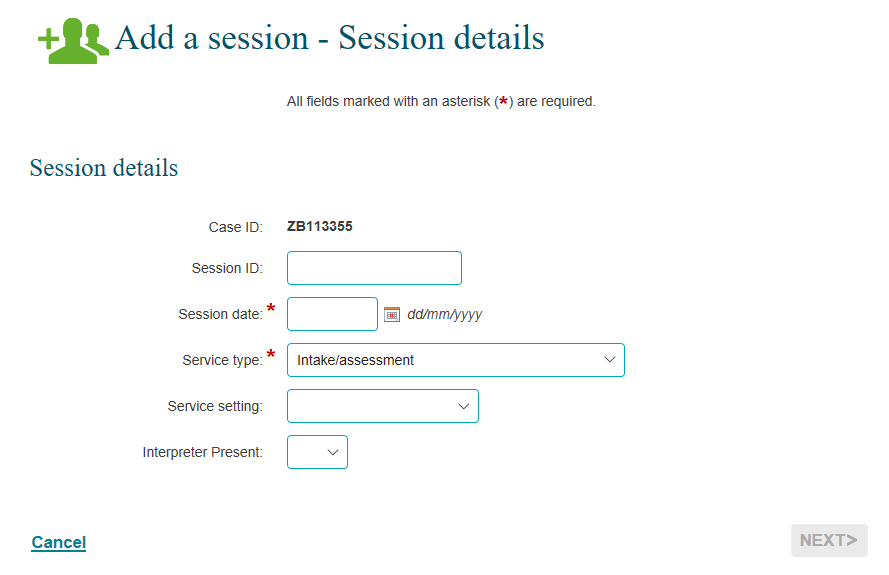 Add a session - Session details
All fields marked with an asterisk (*) are required.
Session details
Case ID: ZB113355
Session ID:
Session date: * dd/mm/yyyy
Service type: * Intake/assessment
Service setting:
Interpreter Present:
Cancel NEXT>